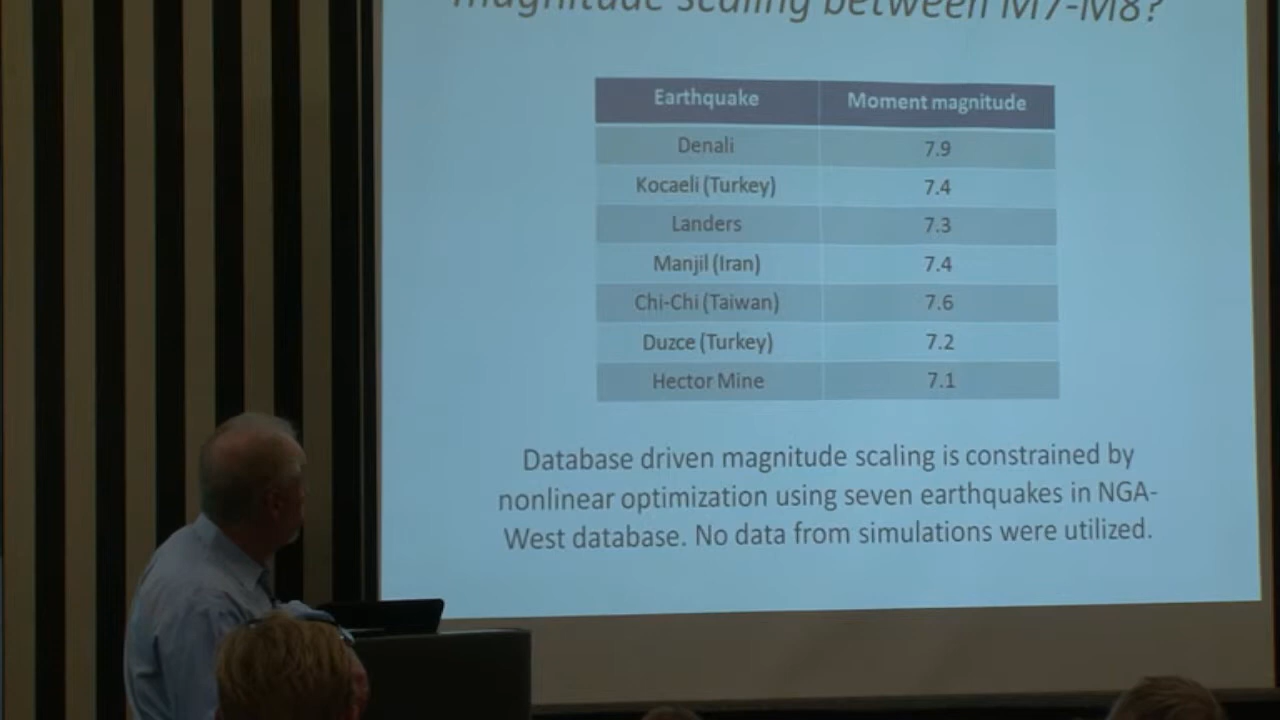 magnitude scaling between M7-M8?
Earthquake Moment magnitude
Denali 7.9
Kocaeli (Turkey) 7.4
Landers 7.3
Manjil (Iran) 7.4
Chi-Chi (Taiwan) 7.6
Duzce (Turkey) 7.2
Hector Mine 7.1
Database driven magnitude scaling is constrained by
nonlinear optimization using seven earthquakes in NGA-
West database. No data from simulations were utilized.